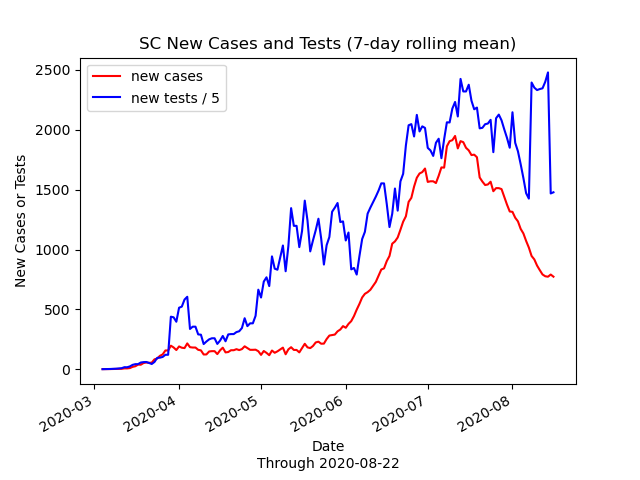 SC New Cases and Tests (7-day rolling mean)
new cases
new tests / 5
2500
2000
1500
1000
500
0
New Cases or Tests
2020-03
2020-04
2020-05
2020-06
2020-07
2020-08
Date
Through 2020-08-22